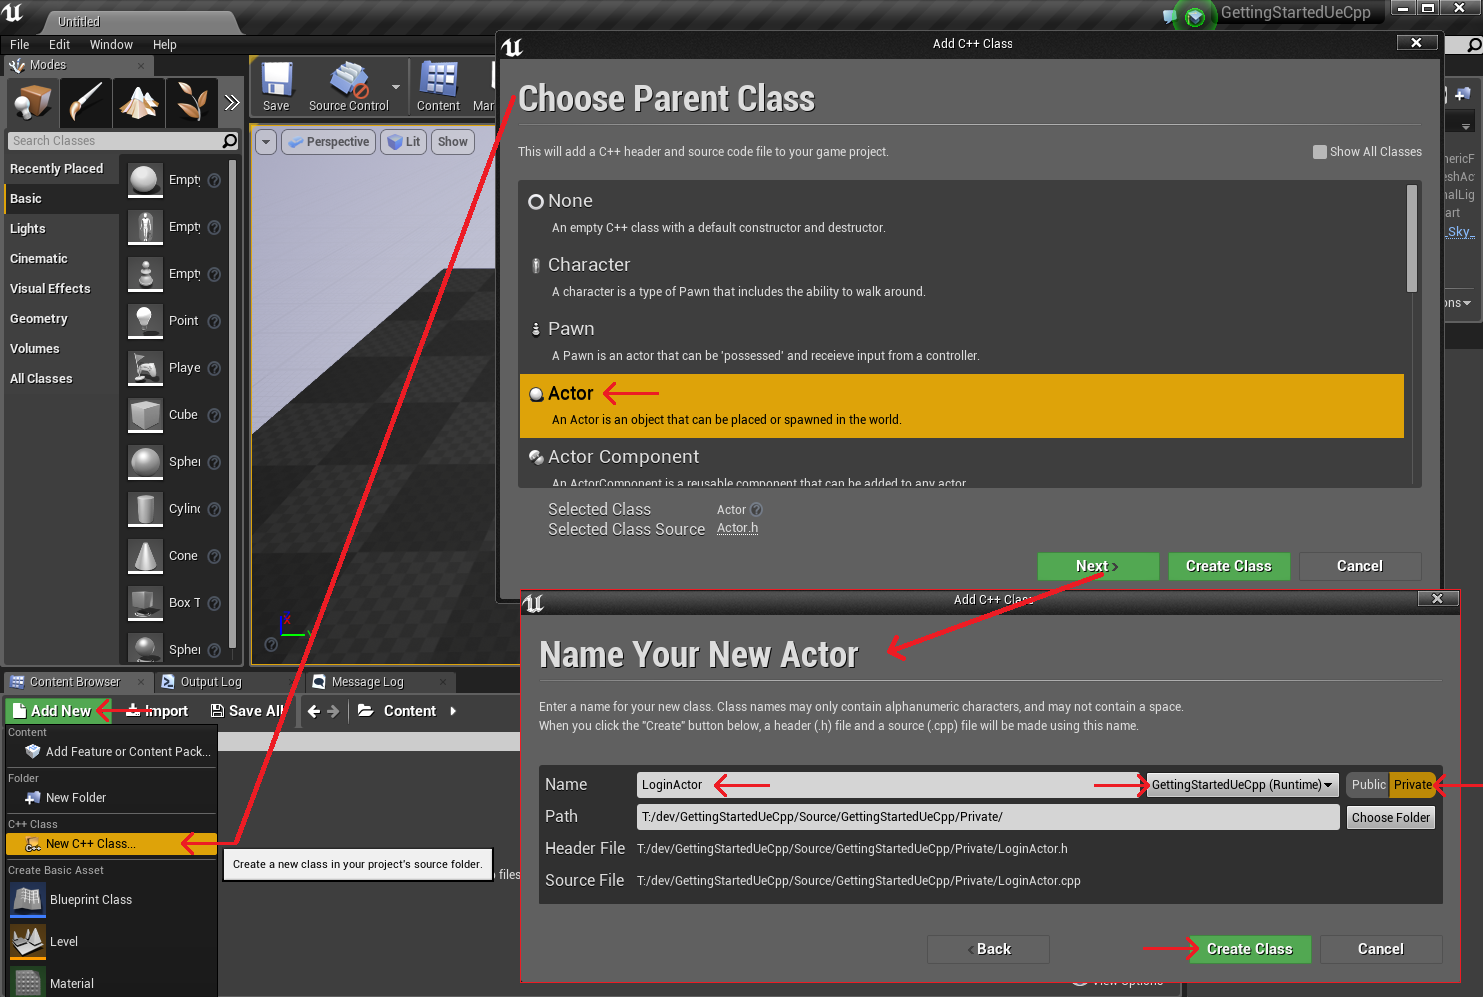 Untitled
GettingStartedUeCpp
File Edit Window Help
Modes
Search Classes
Recently Placed
Basic
Lights
Cinematic
Visual Effects
Geometry
Volumes
All Classes
Empty
Empty
Empty
Point
Playe
Cube
Spher
Cylind
Cone
Box T
Spher
Save
Source Control
Content
Mar
Perspective
Lit
Show
X
Add C++ Class
Choose Parent Class
This will add a C++ header and source code file to your game project.
Show All Classes
None
An empty C++ class with a default constructor and destructor.
Character
A character is a type of Pawn that includes the ability to walk around.
Pawn
A Pawn is an actor that can be 'possessed' and receieve input from a controller.
Actor
An Actor is an object that can be placed or spawned in the world.
Actor Component
An ActorComponent is a reusable component that can be added to any actor
Selected Class Actor
Selected Class Source Actor.h
Next
Create Class
Cancel
nericF
eshAc
nalLig
art
_Sky_
ons
Content Browser
Output Log
Message Log
Add New
Import
Save All
Content
Content
Add Feature or Content Pack...
Folder
New Folder
C++ Class
New C++ Class...
Create Basic Asset
Blueprint Class
Level
Material
Create a new class in your project's source folder.
files
Add C++ Class
Name Your New Actor
Enter a name for your new class. Class names may only contain alphanumeric characters, and may not contain a space.
When you click the "Create" button below, a header (.h) file and a source (.cpp) file will be made using this name.
Name LoginActor GettingStartedUeCpp (Runtime) Public Private
Path T:/dev/GettingStartedUeCpp/Source/GettingStartedUeCpp/Private/ Choose Folder
Header File T:/dev/GettingStartedUeCpp/Source/GettingStartedUeCpp/Private/LoginActor.h
Source File T:/dev/GettingStartedUeCpp/Source/GettingStartedUeCpp/Private/LoginActor.cpp
Back
Create Class
Cancel
View Options